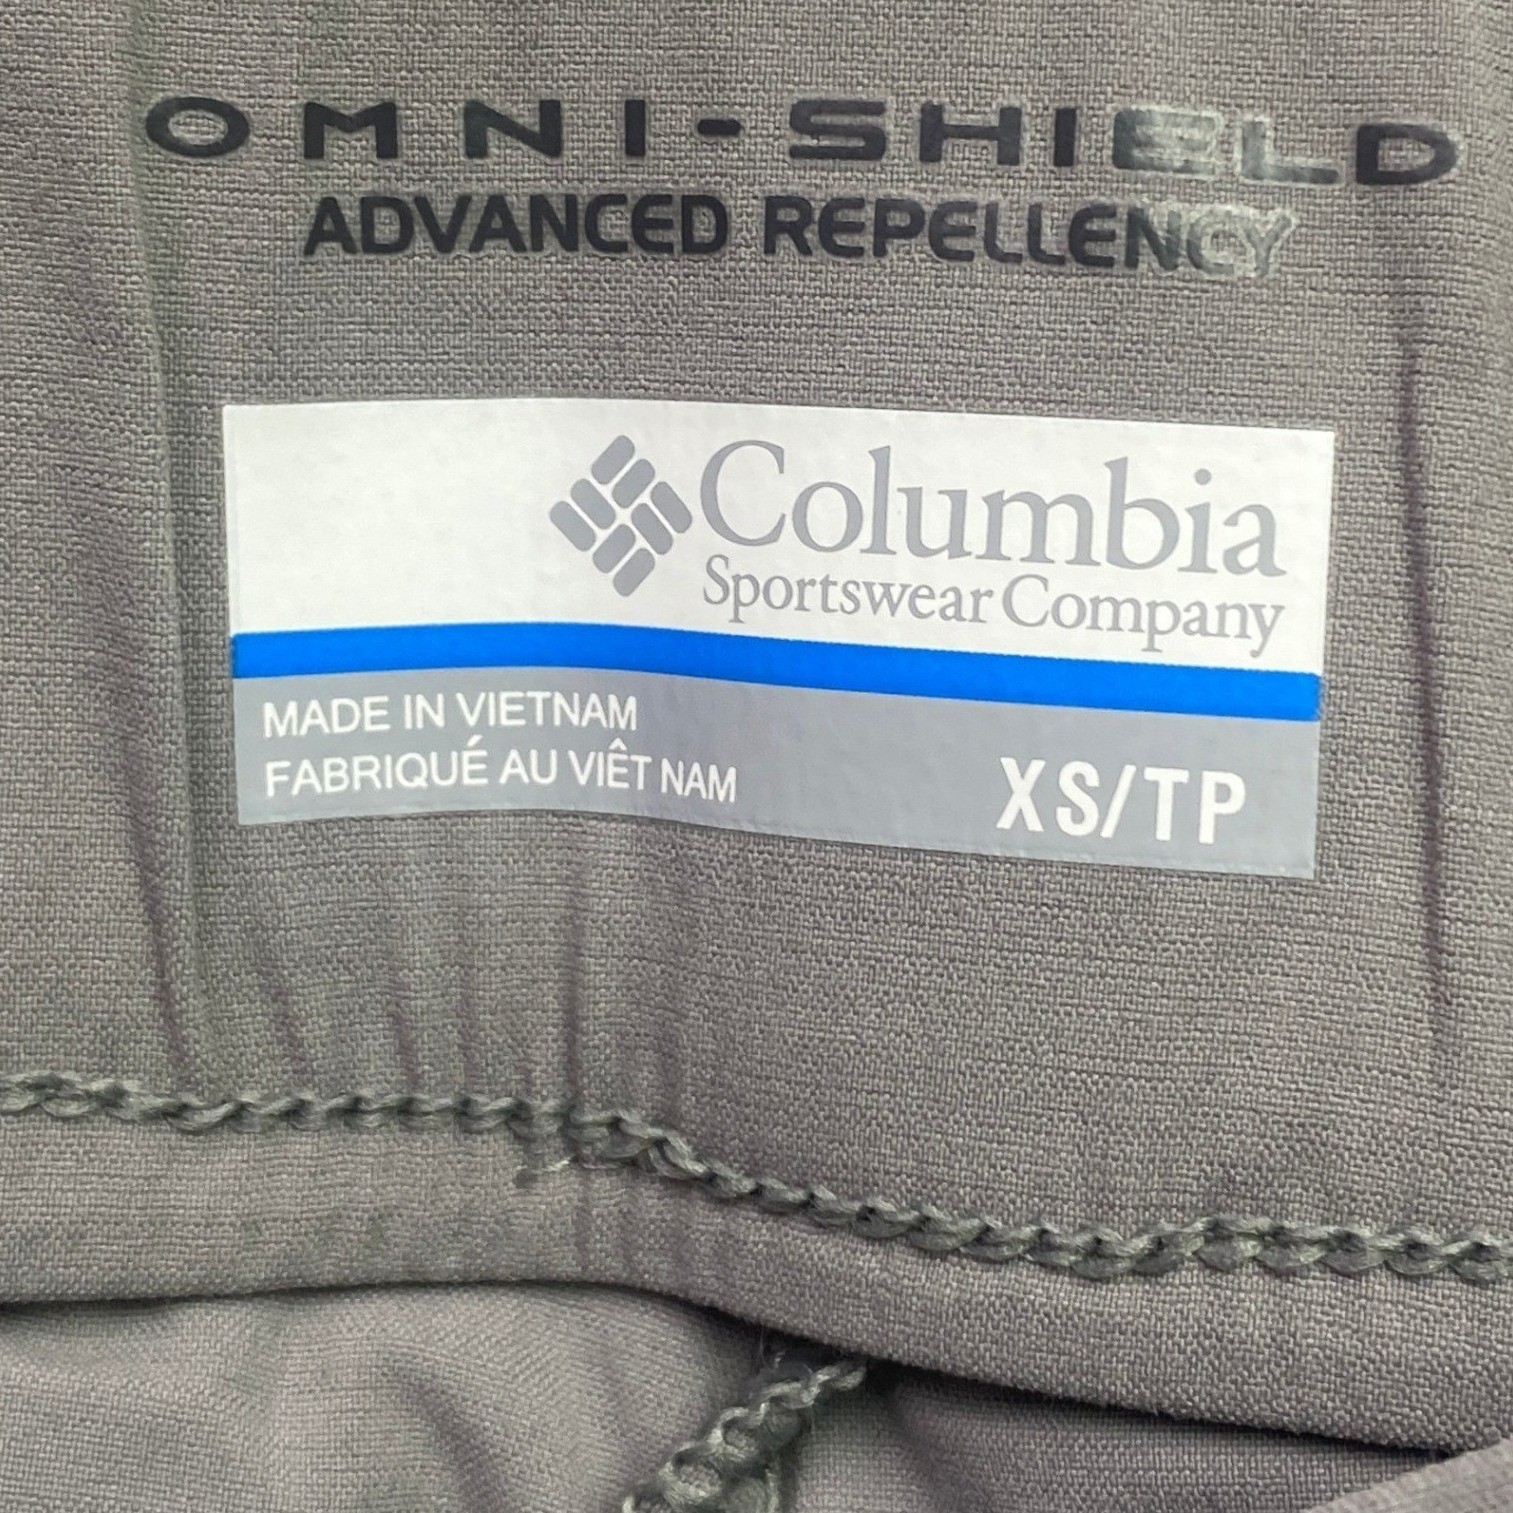 OMNI-SHIELD
ADVANCED REPELLENCY
Columbia
Sportswear Company
MADE IN VIETNAM
FABRIQUÉ AU VIÊT NAM
XS/TP